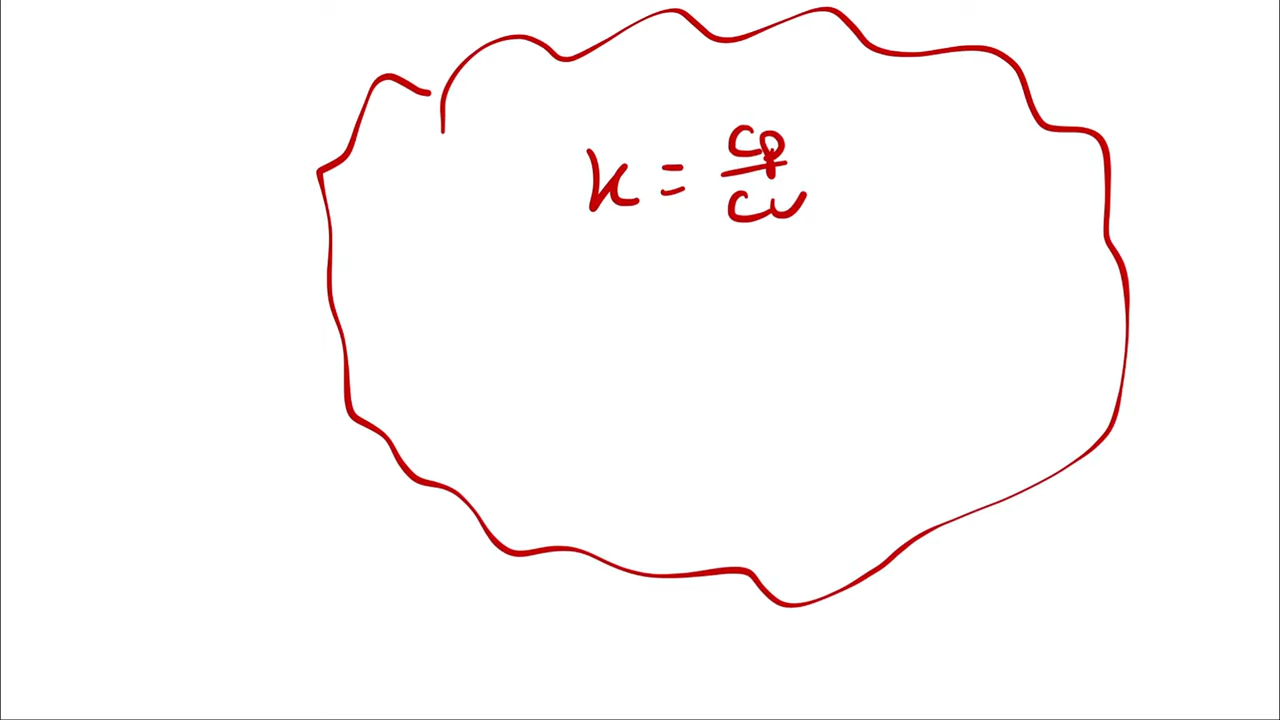 k = cp/cv